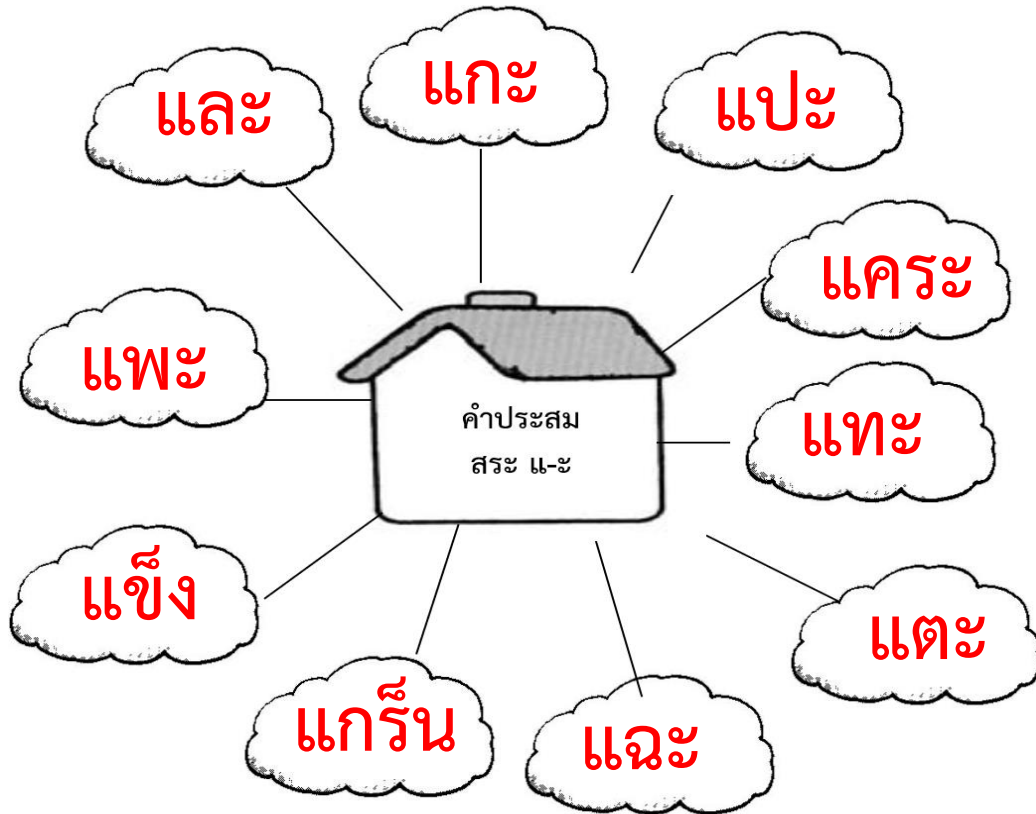 และ
แกะ
แปะ
แคระ
แพะ
คำประสม
สระ แ-ะ
แทะ
แข็ง
แตะ
แกร็น
แฉะ